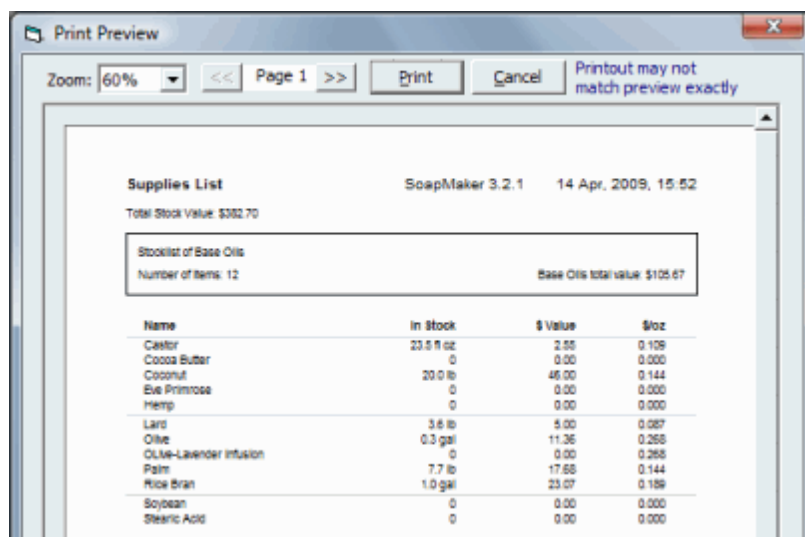 Print Preview
Zoom: 60% << Page 1 >> Print Cancel Printout may not
match preview exactly
Supplies List SoapMaker 3.2.1 14 Apr, 2009, 15:52
Total Stock Value: $352.70
Stocklist of Base Oils
Number of Items: 12 Base Oils total value: $105.67
Name In Stock $ Value $/oz
Castor 23.5 fl oz 2.55 0.109
Cocoa Butter 0 0.00 0.000
Coconut 20.0 lb 46.00 0.144
Eve Primrose 0 0.00 0.000
Hemp 0 0.00 0.000
Lard 3.6 lb 5.00 0.087
Olive 0.3 gal 11.36 0.268
OLive-Lavender Infusion 0 0.00 0.268
Palm 7.7 lb 17.68 0.144
Rice Bran 1.0 gal 23.07 0.189
Soybean 0 0.00 0.000
Stearic Acid 0 0.00 0.000